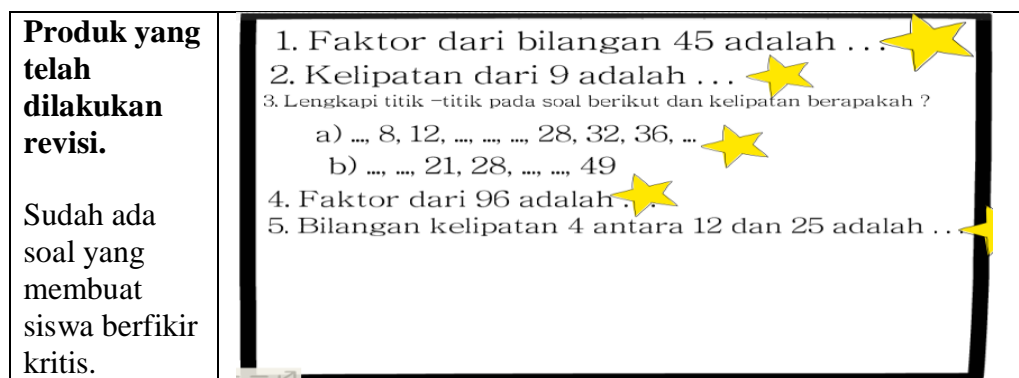 Produk yang
telah
dilakukan
revisi.
Sudah ada
soal yang
membuat
siswa berfikir
kritis.
1. Faktor dari bilangan 45 adalah . . .
2. Kelipatan dari 9 adalah . . .
3. Lengkapi titik -titik pada soal berikut dan kelipatan berapakah ?
a) ..., 8, 12, ..., ..., ..., 28, 32, 36, ...
b) ..., ..., 21, 28, ..., ..., 49
4. Faktor dari 96 adalah . . .
5. Bilangan kelipatan 4 antara 12 dan 25 adalah . . .